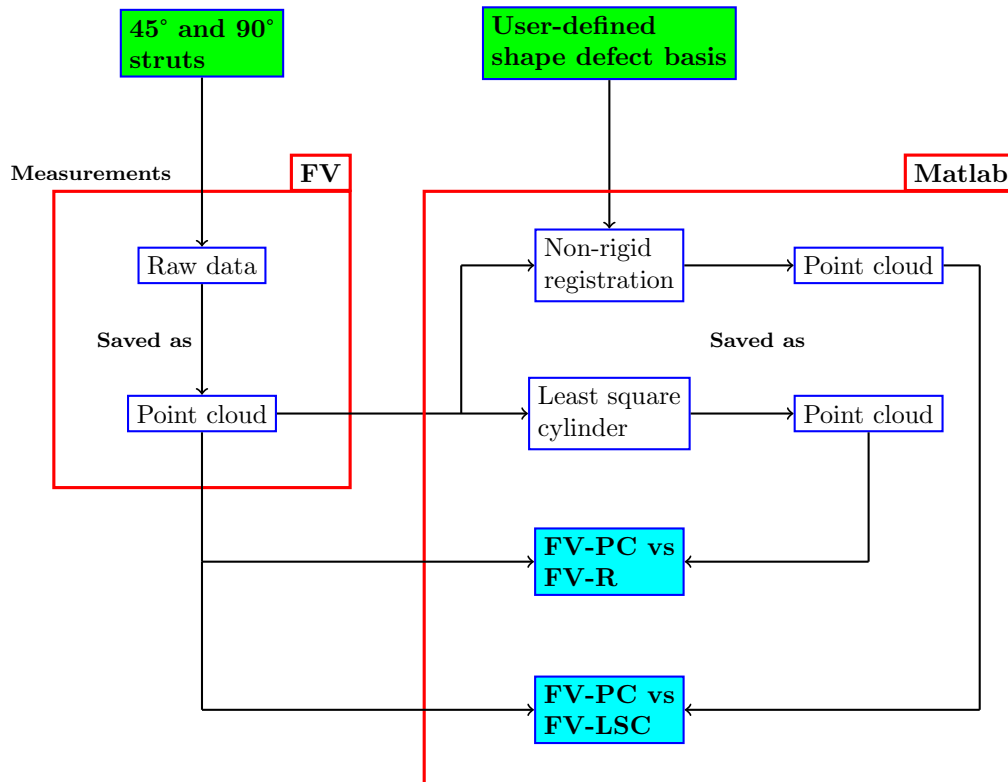 45° and 90°
struts
User-defined
shape defect basis
Measurements
FV
Matlab
Raw data
Non-rigid
registration
Point cloud
Saved as
Saved as
Point cloud
Least square
cylinder
Point cloud
FV-PC vs
FV-R
FV-PC vs
FV-LSC